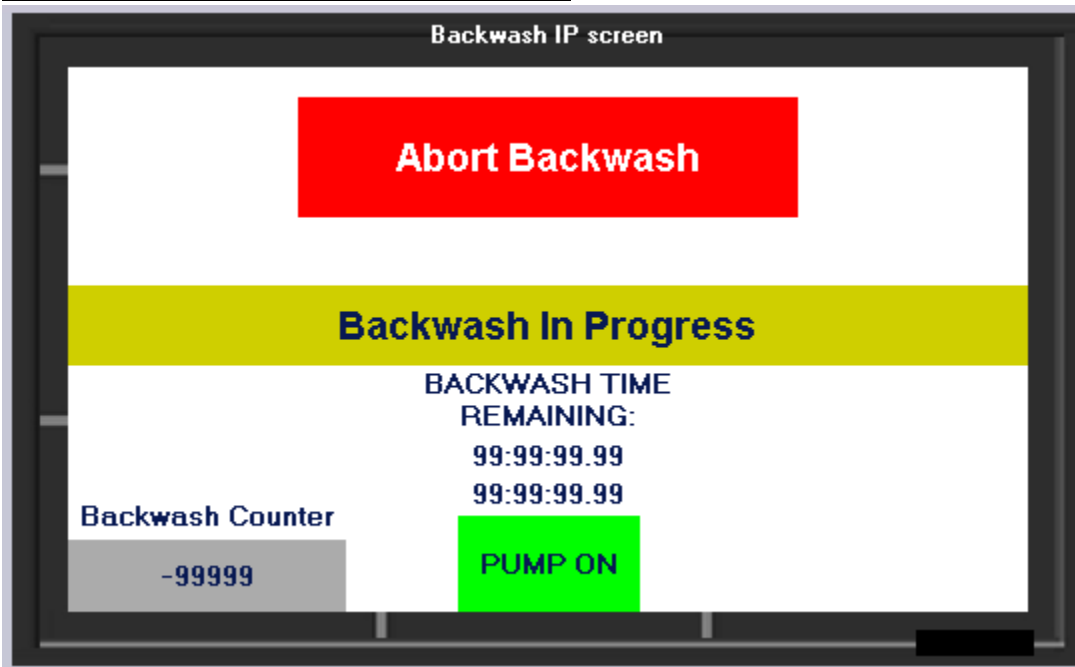 Backwash IP screen
Abort Backwash
Backwash In Progress
BACKWASH TIME
REMAINING:
99:99:99.99
99:99:99.99
Backwash Counter
-99999
PUMP ON